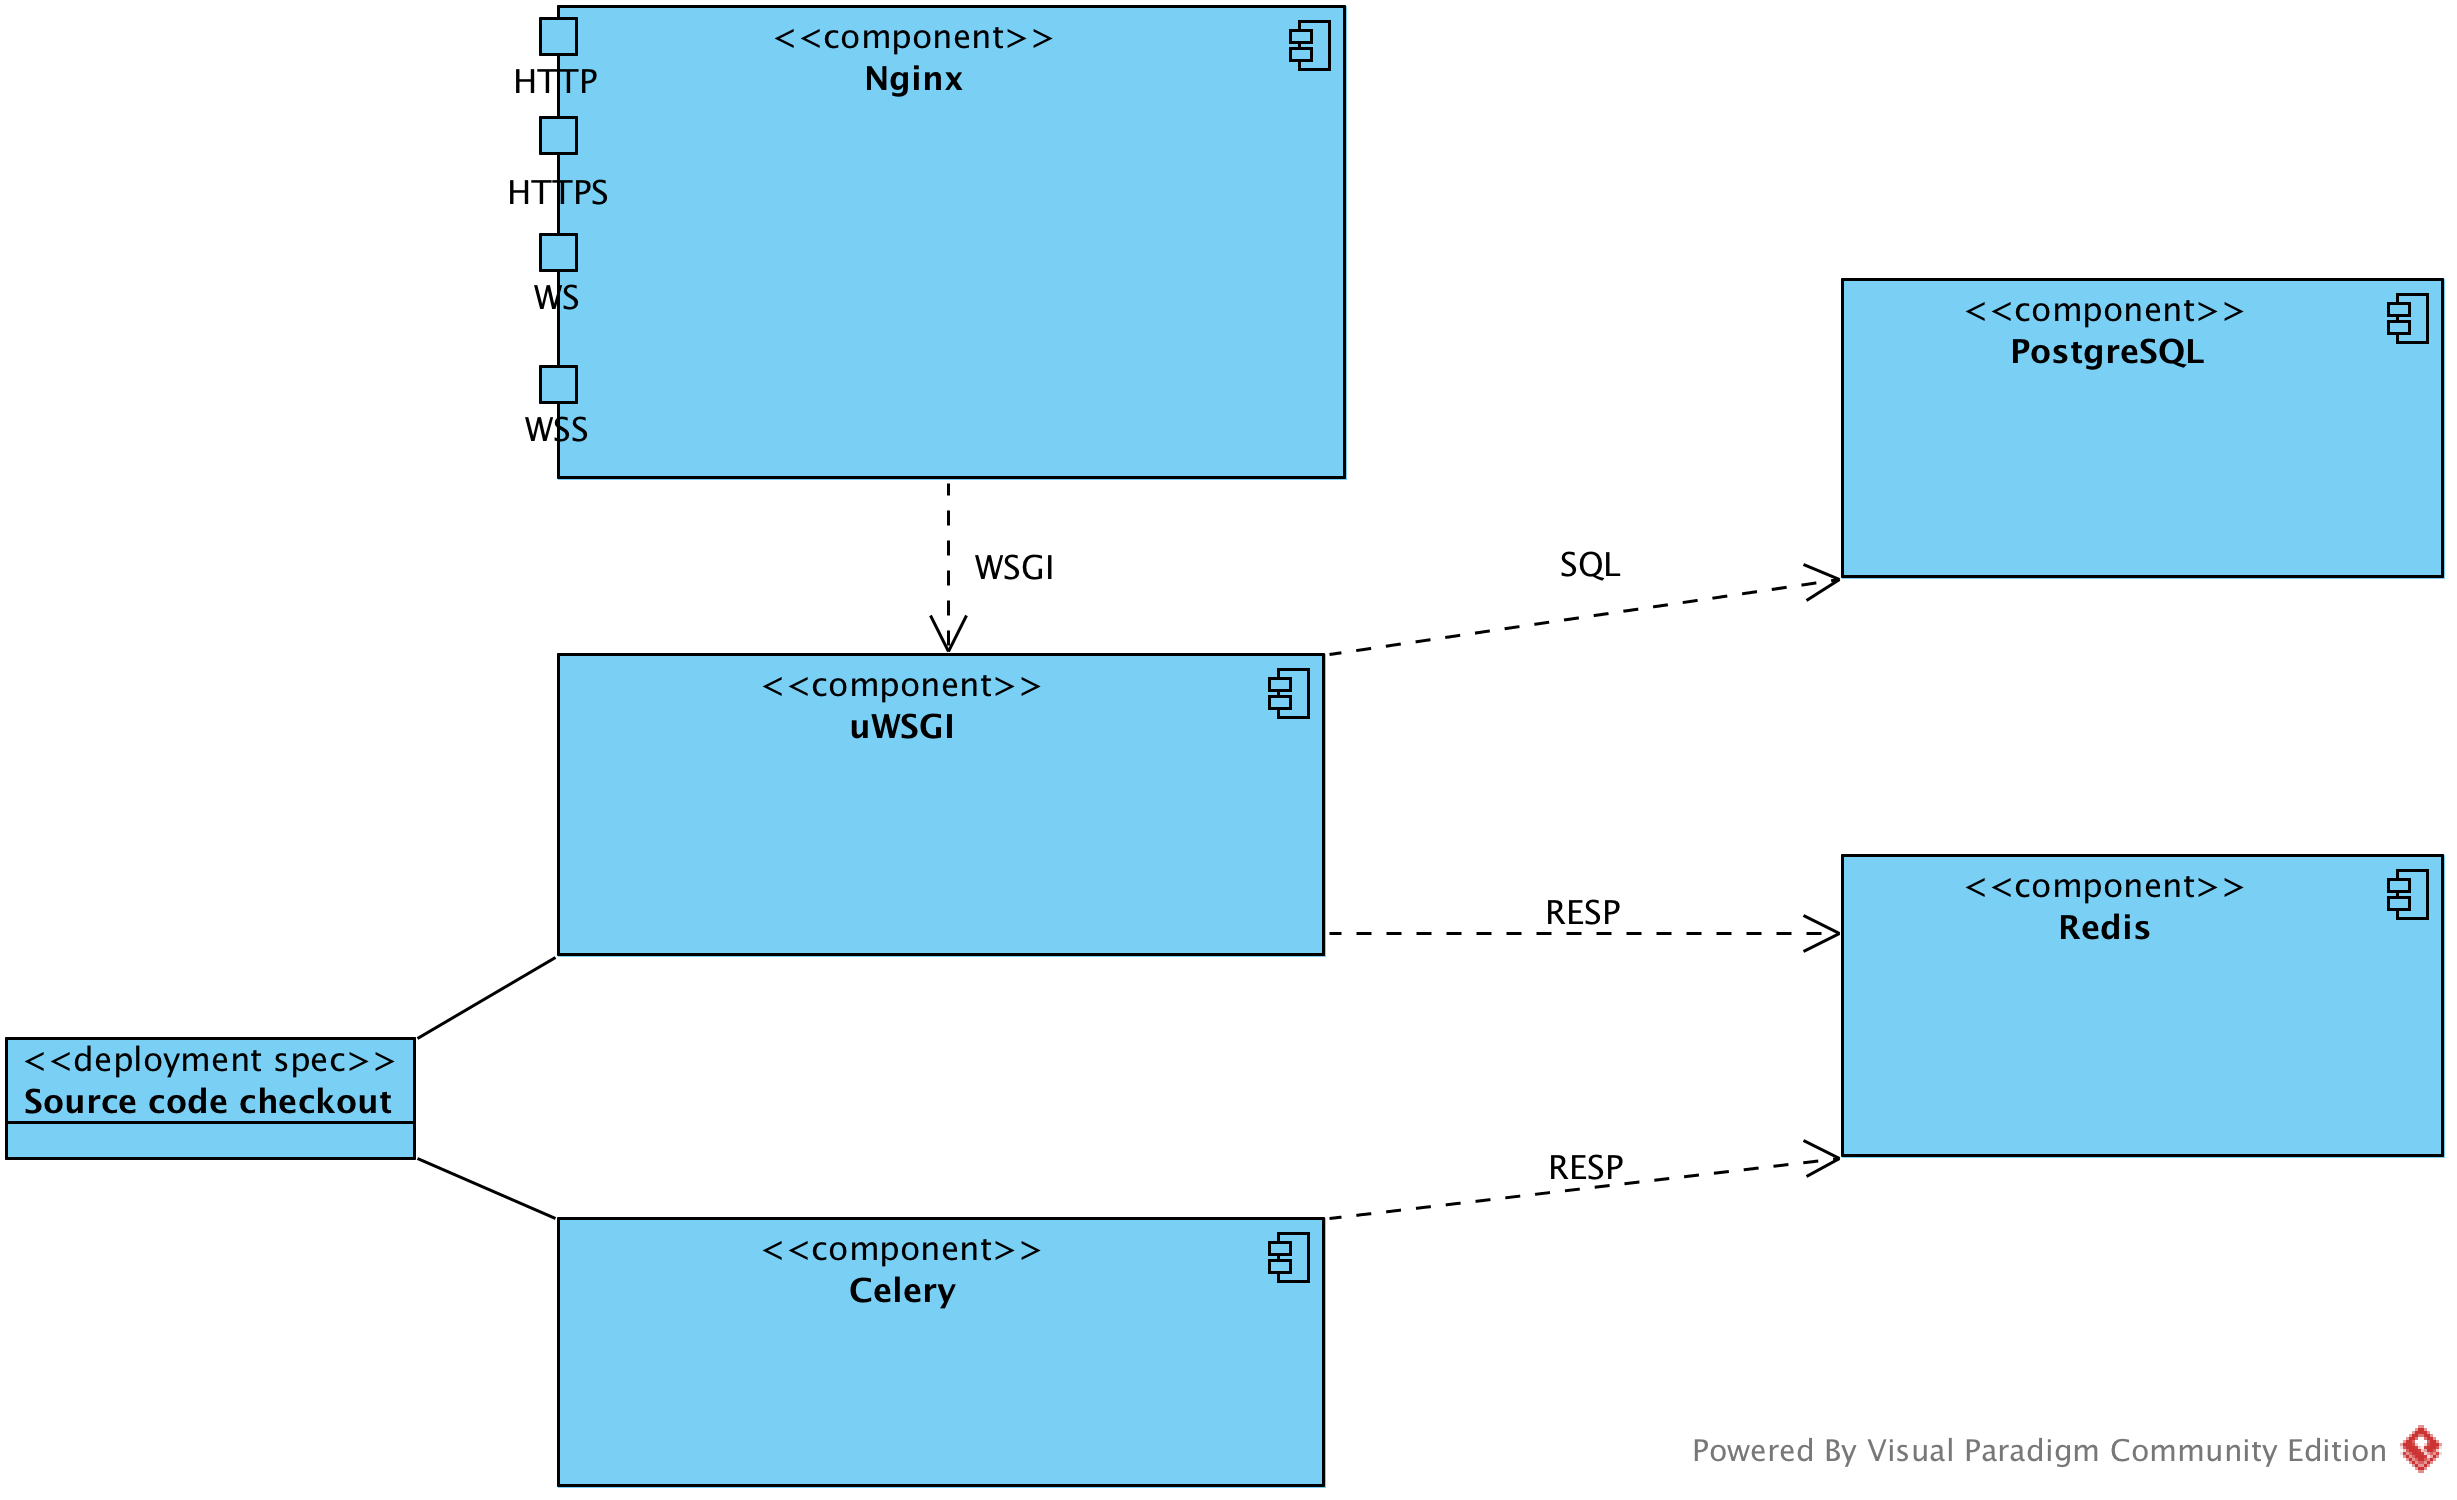 <<component>>
Nginx
HTTP
HTTPS
WS
WSS
WSGI
<<component>>
PostgreSQL
SQL
<<component>>
uWSGI
RESP
<<component>>
Redis
<<deployment spec>>
Source code checkout
RESP
<<component>>
Celery
Powered By Visual Paradigm Community Edition